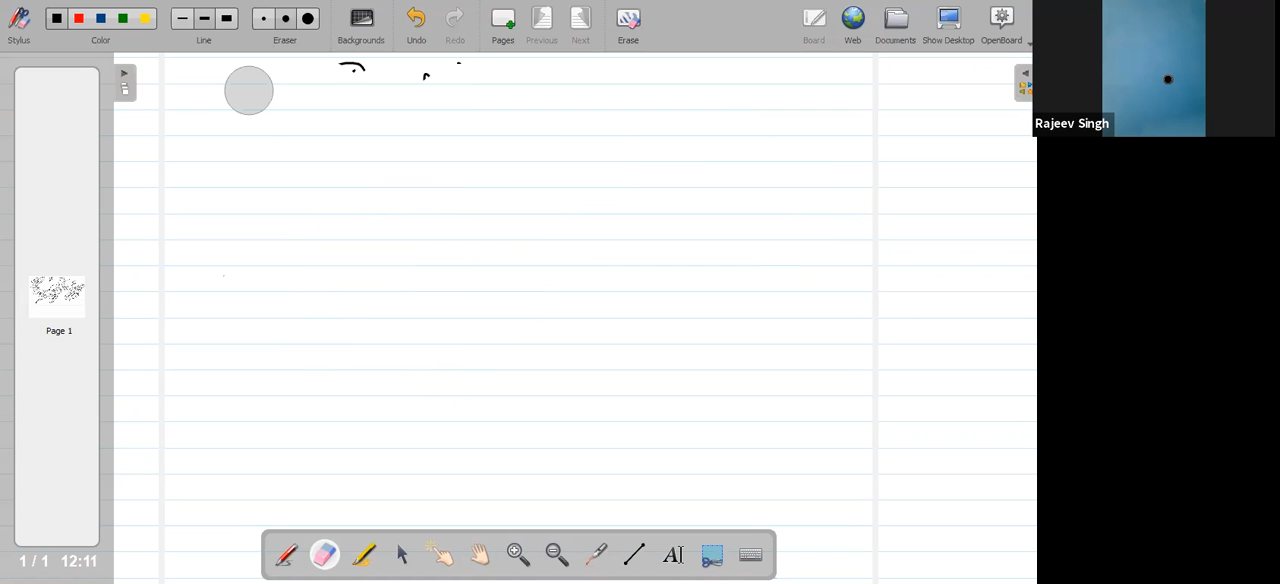 Stylus Color Line Eraser Backgrounds Undo Redo Pages Previous Next Erase Board Web Documents Show Desktop OpenBoard
Rajeev Singh
Page 1
1 / 1 12:11